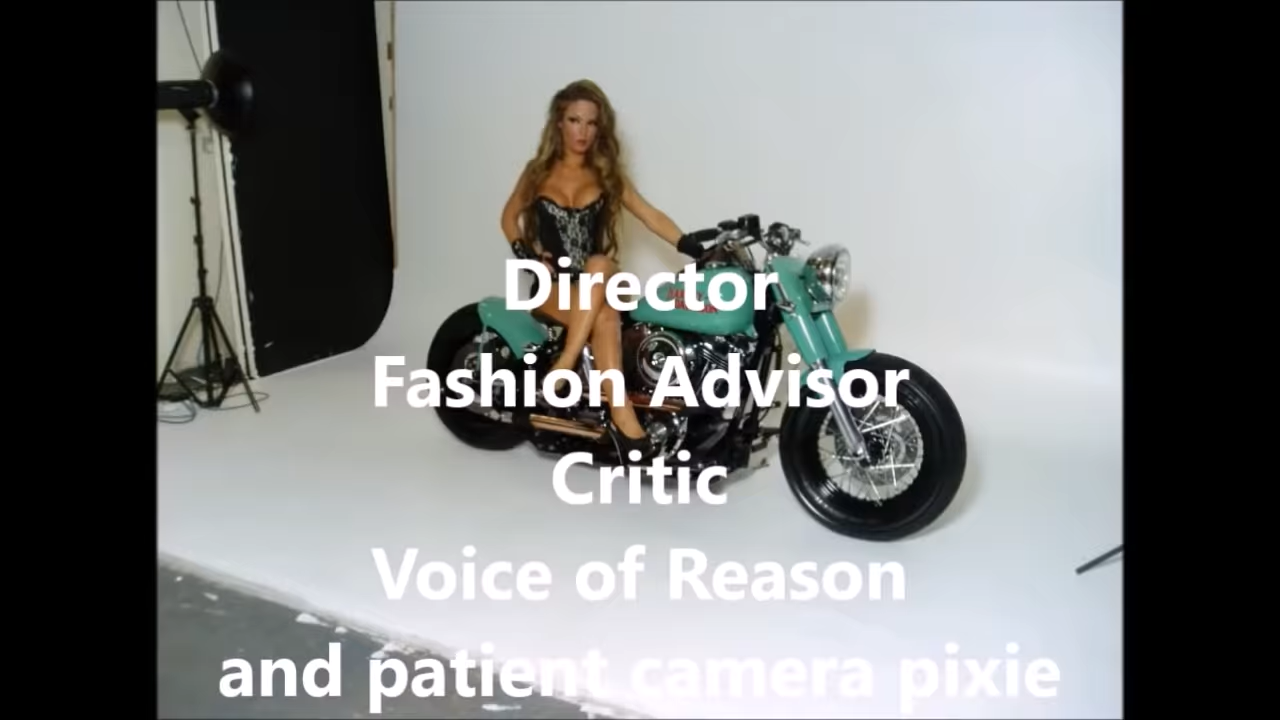 Director
Fashion Advisor
Critic
Voice of Reason
and patient camera pixie